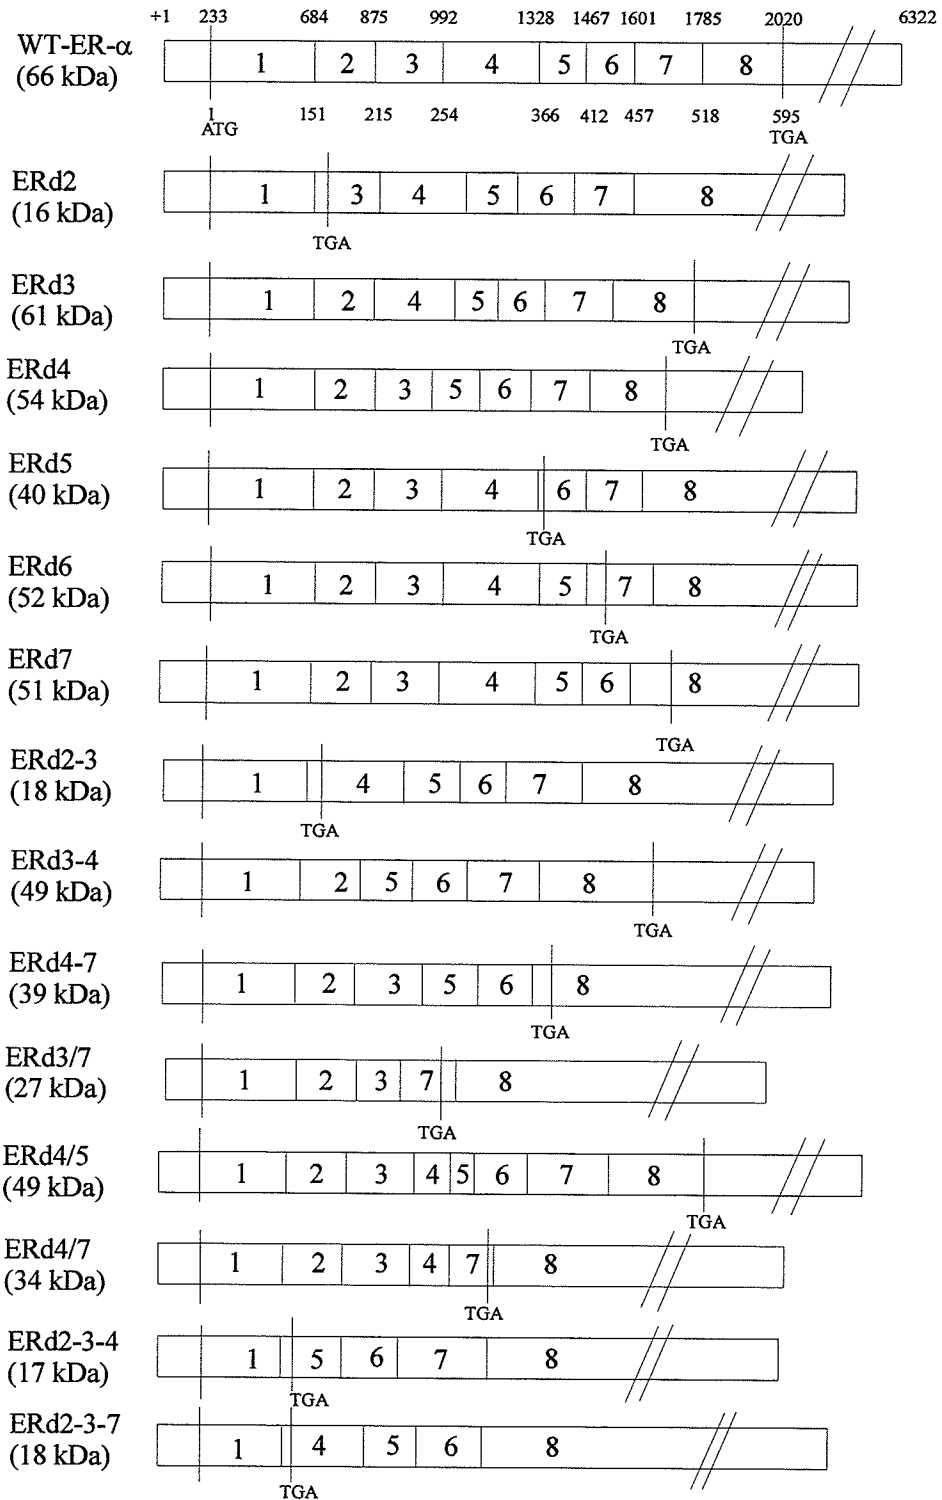 +1 233 684 875 992 1328 1467 1601 1785 2020 6322
WT-ER-α
(66 kDa)
1 2 3 4 5 6 7 8
1 151 215 254 366 412 457 518 595
ATG TGA
ERd2
(16 kDa)
1 3 4 5 6 7 8
TGA
ERd3
(61 kDa)
1 2 4 5 6 7 8
TGA
ERd4
(54 kDa)
1 2 3 5 6 7 8
TGA
ERd5
(40 kDa)
1 2 3 4 6 7 8
TGA
ERd6
(52 kDa)
1 2 3 4 5 7 8
TGA
ERd7
(51 kDa)
1 2 3 4 5 6 8
TGA
ERd2-3
(18 kDa)
1 4 5 6 7 8
TGA
ERd3-4
(49 kDa)
1 2 5 6 7 8
TGA
ERd4-7
(39 kDa)
1 2 3 5 6 8
TGA
ERd3/7
(27 kDa)
1 2 3 7 8
TGA
ERd4/5
(49 kDa)
1 2 3 4 5 6 7 8
TGA
ERd4/7
(34 kDa)
1 2 3 4 7 8
TGA
ERd2-3-4
(17 kDa)
1 5 6 7 8
TGA
ERd2-3-7
(18 kDa)
1 4 5 6 8
TGA